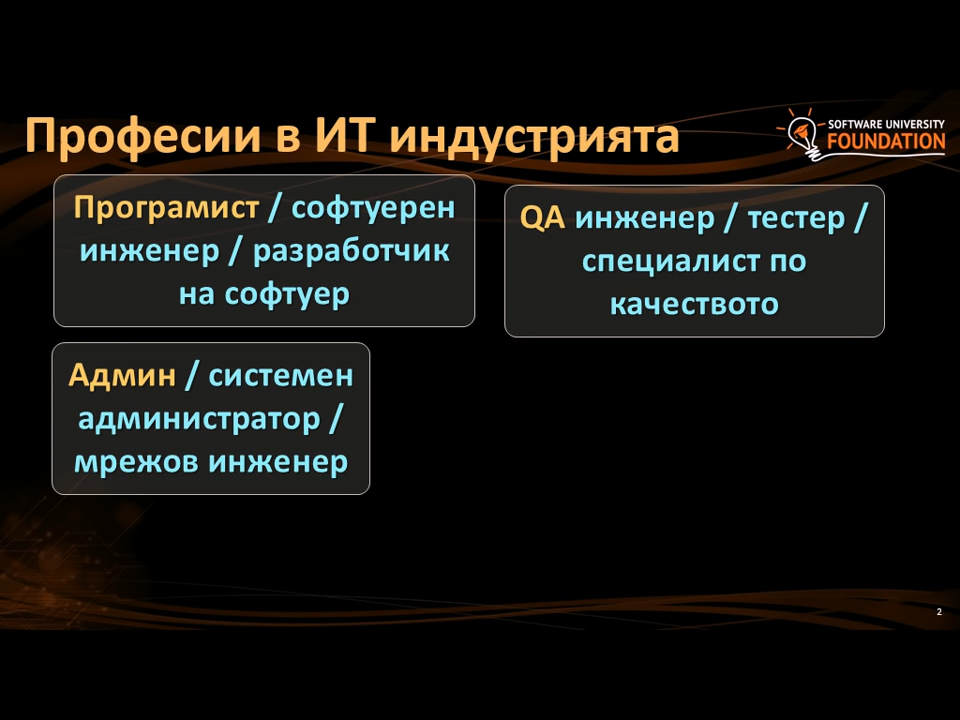 Професии в ИТ индустрията
SOFTWARE UNIVERSITY
FOUNDATION
Програмист / софтуерен
инженер / разработчик
на софтуер
QA инженер / тестер /
специалист по
качеството
Админ / системен
администратор /
мрежов инженер
2